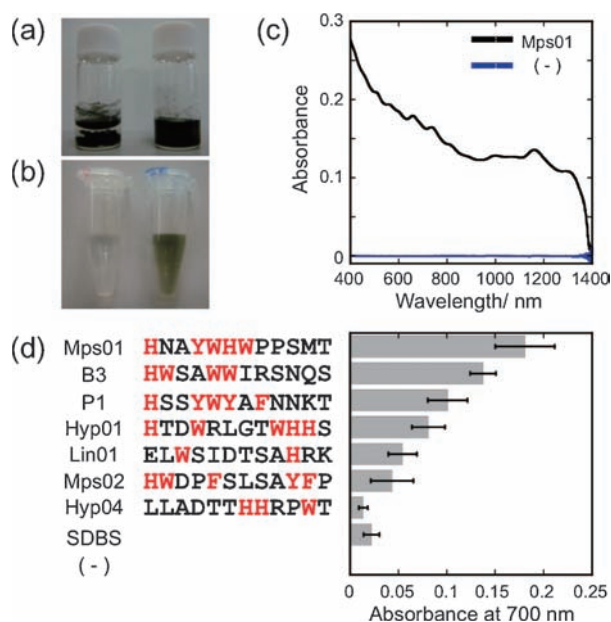 (a)
(b)
(c)
0.3
0.2
0.1
0
Absorbance
Mps01
(-)
400 600 800 1000 1200 1400
Wavelength/ nm
(d)
Mps01 HNAYWHWPPSMT
B3 HWSAWWIRSNQS
P1 HSSYWYAFNNKT
Hyp01 HTDWRLGTWHHS
Lin01 ELWSIDTSAHRK
Mps02 HWDPFSLSAYFP
Hyp04 LLADTTHHRPWT
SDBS
(-)
0 0.05 0.1 0.15 0.2 0.25
Absorbance at 700 nm